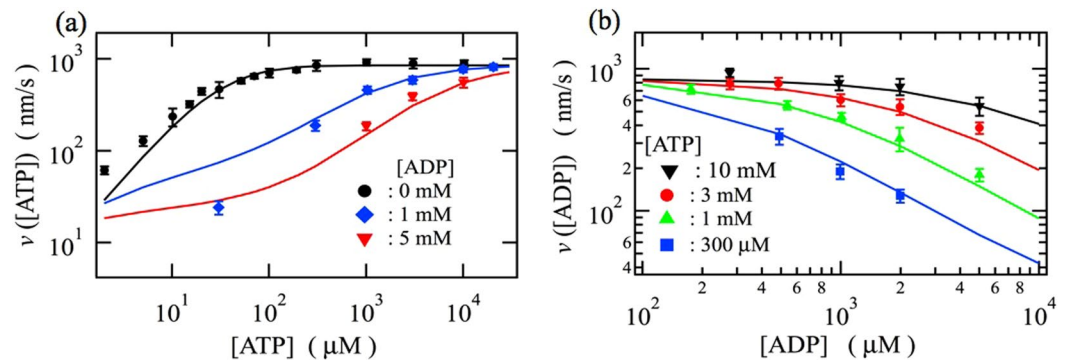 (a)
v ([ATP]) ( nm/s )
10³
10²
10¹
[ADP]
: 0 mM
: 1 mM
: 5 mM
10¹ 10² 10³ 10⁴
[ATP] ( μM )
(b)
v ([ADP]) ( nm/s )
10³
6
4
2
10²
6
4
[ATP]
: 10 mM
: 3 mM
: 1 mM
: 300 μM
10² 2 4 6 8 10³ 2 4 6 8 10⁴
[ADP] ( μM )